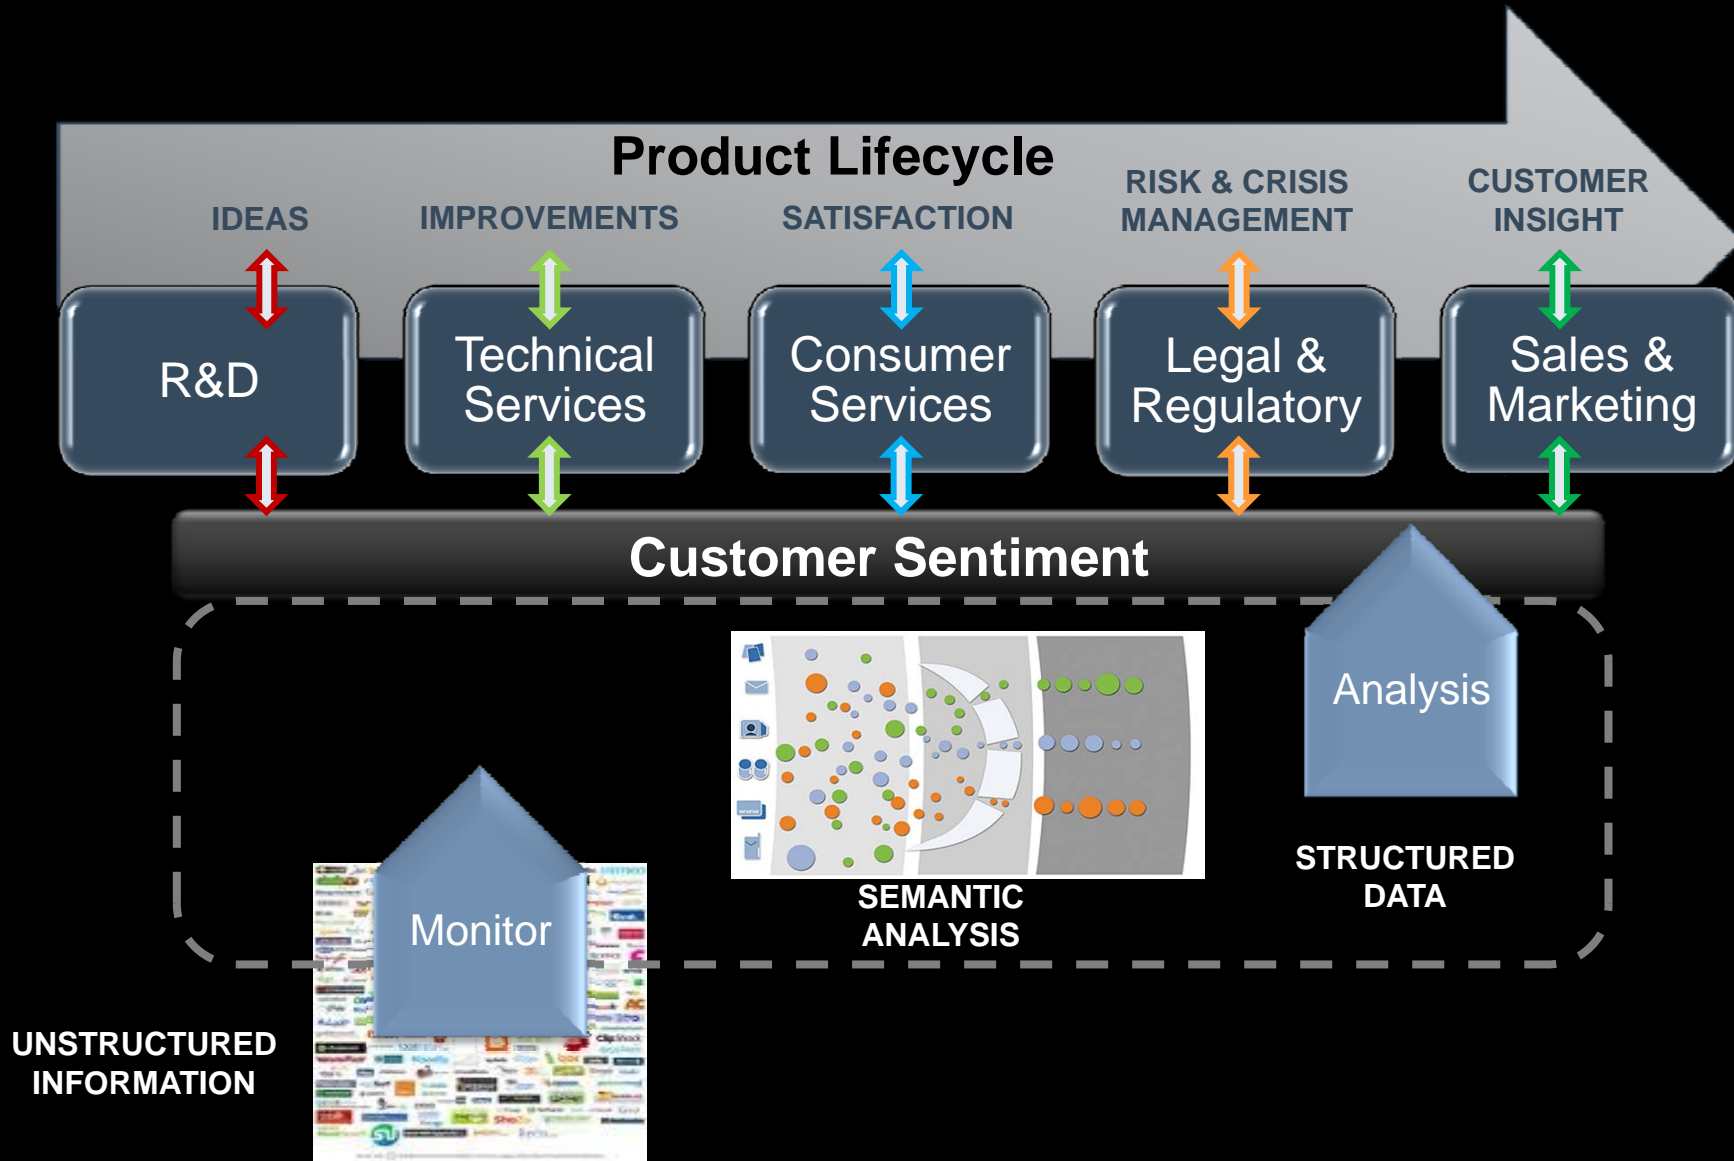 Product Lifecycle
IDEAS
IMPROVEMENTS
SATISFACTION
RISK & CRISIS
MANAGEMENT
CUSTOMER
INSIGHT
R&D
Technical
Services
Consumer
Services
Legal &
Regulatory
Sales &
Marketing
Customer Sentiment
Analysis
www
Monitor
SEMANTIC
ANALYSIS
STRUCTURED
DATA
UNSTRUCTURED
INFORMATION